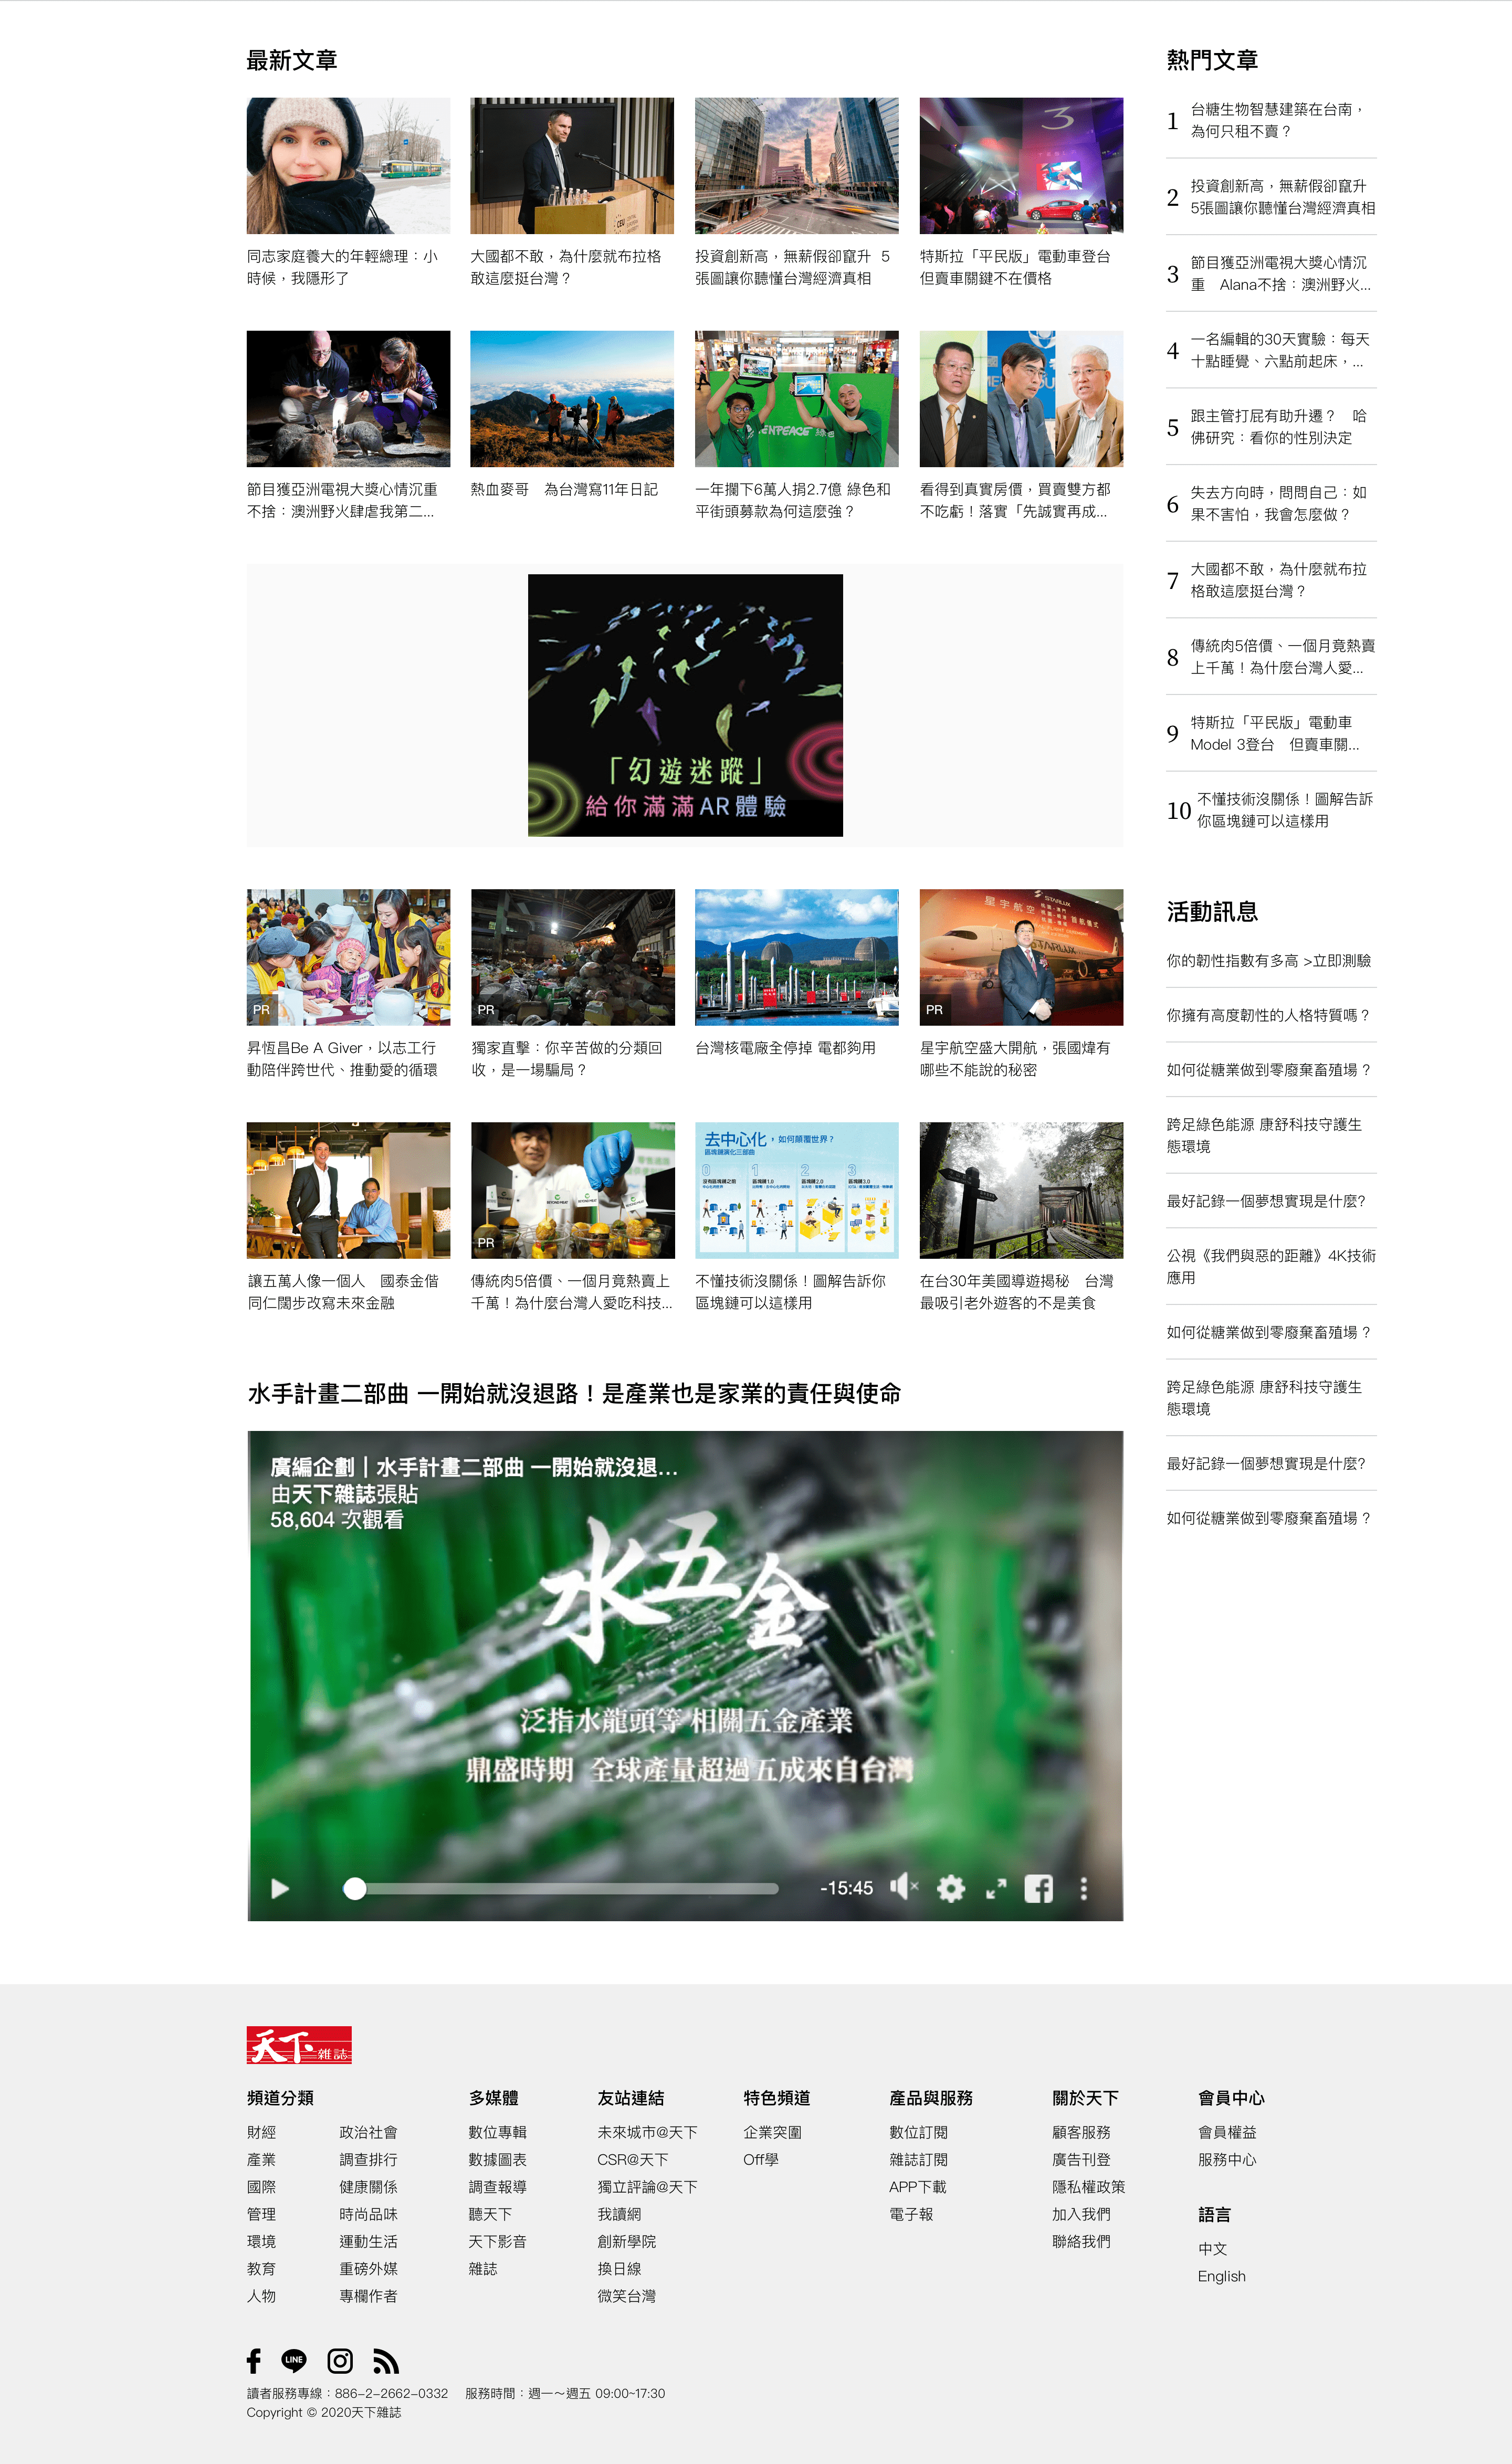 最新文章
同志家庭養大的年輕總理：小
時候，我隱形了
大國都不敢，為什麼就布拉格
敢這麼挺台灣？
投資創新高，無薪假卻竄升 5
張圖讓你聽懂台灣經濟真相
3
特斯拉「平民版」電動車登台
但賣車關鍵不在價格
節目獲亞洲電視大獎心情沉重
不捨：澳洲野火肆虐我第二...
熱血麥哥　為台灣寫11年日記
GREENPEACE
一年攔下6萬人捐2.7億 綠色和
平街頭募款為何這麼強？
看得到真實房價，買賣雙方都
不吃虧！落實「先誠實再成...
「幻遊迷蹤」
給你滿滿AR體驗
PR
昇恆昌Be A Giver，以志工行
動陪伴跨世代、推動愛的循環
PR
獨家直擊：你辛苦做的分類回
收，是一場騙局？
台灣核電廠全停掉 電都夠用
STARLUX
星宇航空
STARLUX
PR
星宇航空盛大開航，張國煒有
哪些不能說的秘密
讓五萬人像一個人　國泰金偕
同仁闊步改寫未來金融
BEYOND MEAT
BEYOND MEAT
PR
傳統肉5倍價、一個月竟熱賣上
千萬！為什麼台灣人愛吃科技...
去中心化，如何顛覆世界？
區塊鏈演化三部曲
0
1
2
3
沒有區塊鏈之前
區塊鏈1.0
區塊鏈2.0
區塊鏈3.0
不懂技術沒關係！圖解告訴你
區塊鏈可以這樣用
在台30年美國導遊揭秘　台灣
最吸引老外遊客的不是美食
水手計畫二部曲 一開始就沒退路！是產業也是家業的責任與使命
廣編企劃｜水手計畫二部曲 一開始就沒退...
由天下雜誌張貼
58,604 次觀看
水五金
泛指水龍頭等 相關五金產業
鼎盛時期 全球產量超過五成來自台灣
-15:45
熱門文章
1
台糖生物智慧建築在台南，
為何只租不賣？
2
投資創新高，無薪假卻竄升
5張圖讓你聽懂台灣經濟真相
3
節目獲亞洲電視大獎心情沉
重　Alana不捨：澳洲野火...
4
一名編輯的30天實驗：每天
十點睡覺、六點前起床，...
5
跟主管打屁有助升遷？　哈
佛研究：看你的性別決定
6
失去方向時，問問自己：如
果不害怕，我會怎麼做？
7
大國都不敢，為什麼就布拉
格敢這麼挺台灣？
8
傳統肉5倍價、一個月竟熱賣
上千萬！為什麼台灣人愛...
9
特斯拉「平民版」電動車
Model 3登台　但賣車關...
10
不懂技術沒關係！圖解告訴
你區塊鏈可以這樣用
活動訊息
你的韌性指數有多高 >立即測驗
你擁有高度韌性的人格特質嗎？
如何從糖業做到零廢棄畜殖場？
跨足綠色能源 康舒科技守護生
態環境
最好記錄一個夢想實現是什麼?
公視《我們與惡的距離》4K技術
應用
如何從糖業做到零廢棄畜殖場？
跨足綠色能源 康舒科技守護生
態環境
最好記錄一個夢想實現是什麼?
如何從糖業做到零廢棄畜殖場？
天下雜誌
頻道分類
財經
產業
國際
管理
環境
教育
人物
政治社會
調查排行
健康關係
時尚品味
運動生活
重磅外媒
專欄作者
多媒體
數位專輯
數據圖表
調查報導
聽天下
天下影音
雜誌
友站連結
未來城市@天下
CSR@天下
獨立評論@天下
我讀網
創新學院
換日線
微笑台灣
特色頻道
企業突圍
Off學
產品與服務
數位訂閱
雜誌訂閱
APP下載
電子報
關於天下
顧客服務
廣告刊登
隱私權政策
加入我們
聯絡我們
會員中心
會員權益
服務中心
語言
中文
English
LINE
讀者服務專線：886-2-2662-0332　服務時間：週一～週五 09:00~17:30
Copyright © 2020天下雜誌